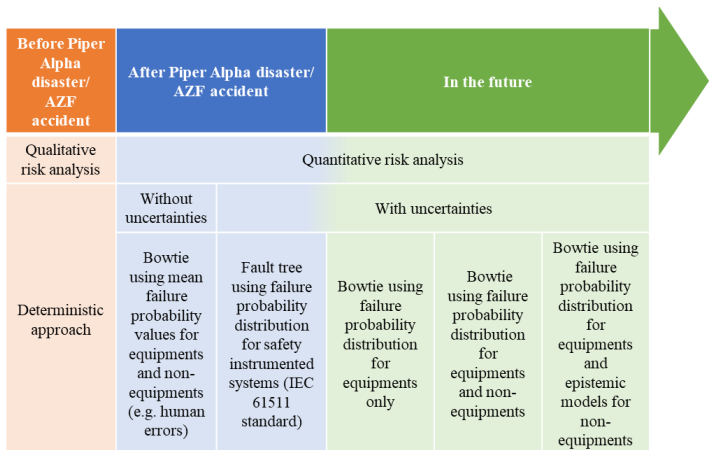 Before Piper
Alpha
disaster/
AZF
accident
After Piper Alpha disaster/
AZF accident
In the future
Qualitative
risk analysis
Quantitative risk analysis
Without
uncertainties
With uncertainties
Deterministic
approach
Bowtie
using mean
failure
probability
values for
equipments
and non-
equipments
(e.g. human
errors)
Fault tree
using failure
probability
distribution
for safety
instrumented
systems (IEC
61511
standard)
Bowtie using
failure
probability
distribution
for
equipments
only
Bowtie
using failure
probability
distribution
for
equipments
and non-
equipments
Bowtie using
failure
probability
distribution
for
equipments
and
epistemic
models for
non-
equipments